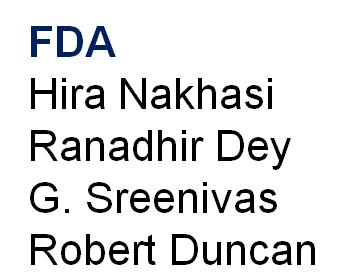 FDA
Hira Nakhasi
Ranadhir Dey
G. Sreenivas
Robert Duncan